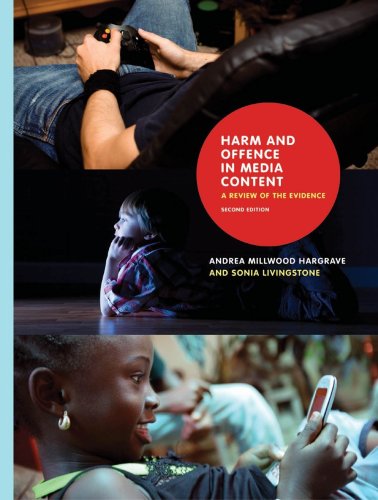 HARM AND
OFFENCE
IN MEDIA
CONTENT
A REVIEW OF THE EVIDENCE
SECOND EDITION
ANDREA MILLWOOD HARGRAVE
AND SONIA LIVINGSTONE